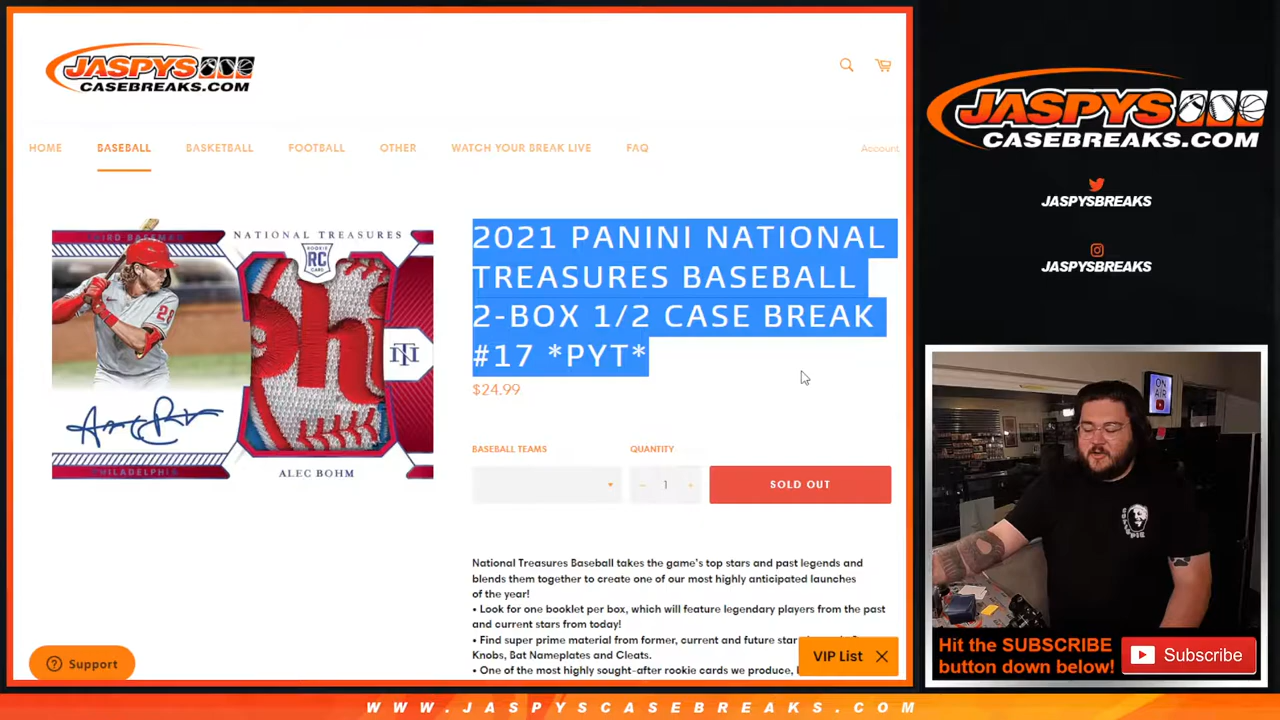 JASPYS
CASEBREAKS.COM
HOME
BASEBALL
BASKETBALL
FOOTBALL
OTHER
WATCH YOUR BREAK LIVE
FAQ
Account
NATIONAL TREASURES
ROOKIE
RC
CARD
NT
PHILADELPHIA
ALEC BOHM
2021 PANINI NATIONAL
TREASURES BASEBALL
2-BOX 1/2 CASE BREAK
#17 *PYT*
$24.99
BASEBALL TEAMS
QUANTITY
− 1 +
SOLD OUT
National Treasures Baseball takes the game's top stars and past legends and
blends them together to create one of our most highly anticipated launches
of the year!
• Look for one booklet per box, which will feature legendary players from the past
and current stars from today!
• Find super prime material from former, current and future star
Knobs, Bat Nameplates and Cleats.
• One of the most highly sought-after rookie cards we produce,
Support
VIP List
JASPYS
CASEBREAKS.COM
JASPYSBREAKS
JASPYSBREAKS
ON
AIR
Hit the SUBSCRIBE
button down below!
Subscribe
WWW.JASPYSCASEBREAKS.COM